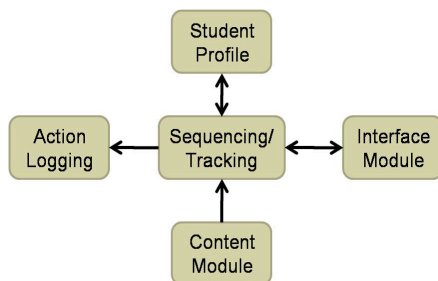 Student
Profile
Action
Logging
Sequencing/
Tracking
Interface
Module
Content
Module